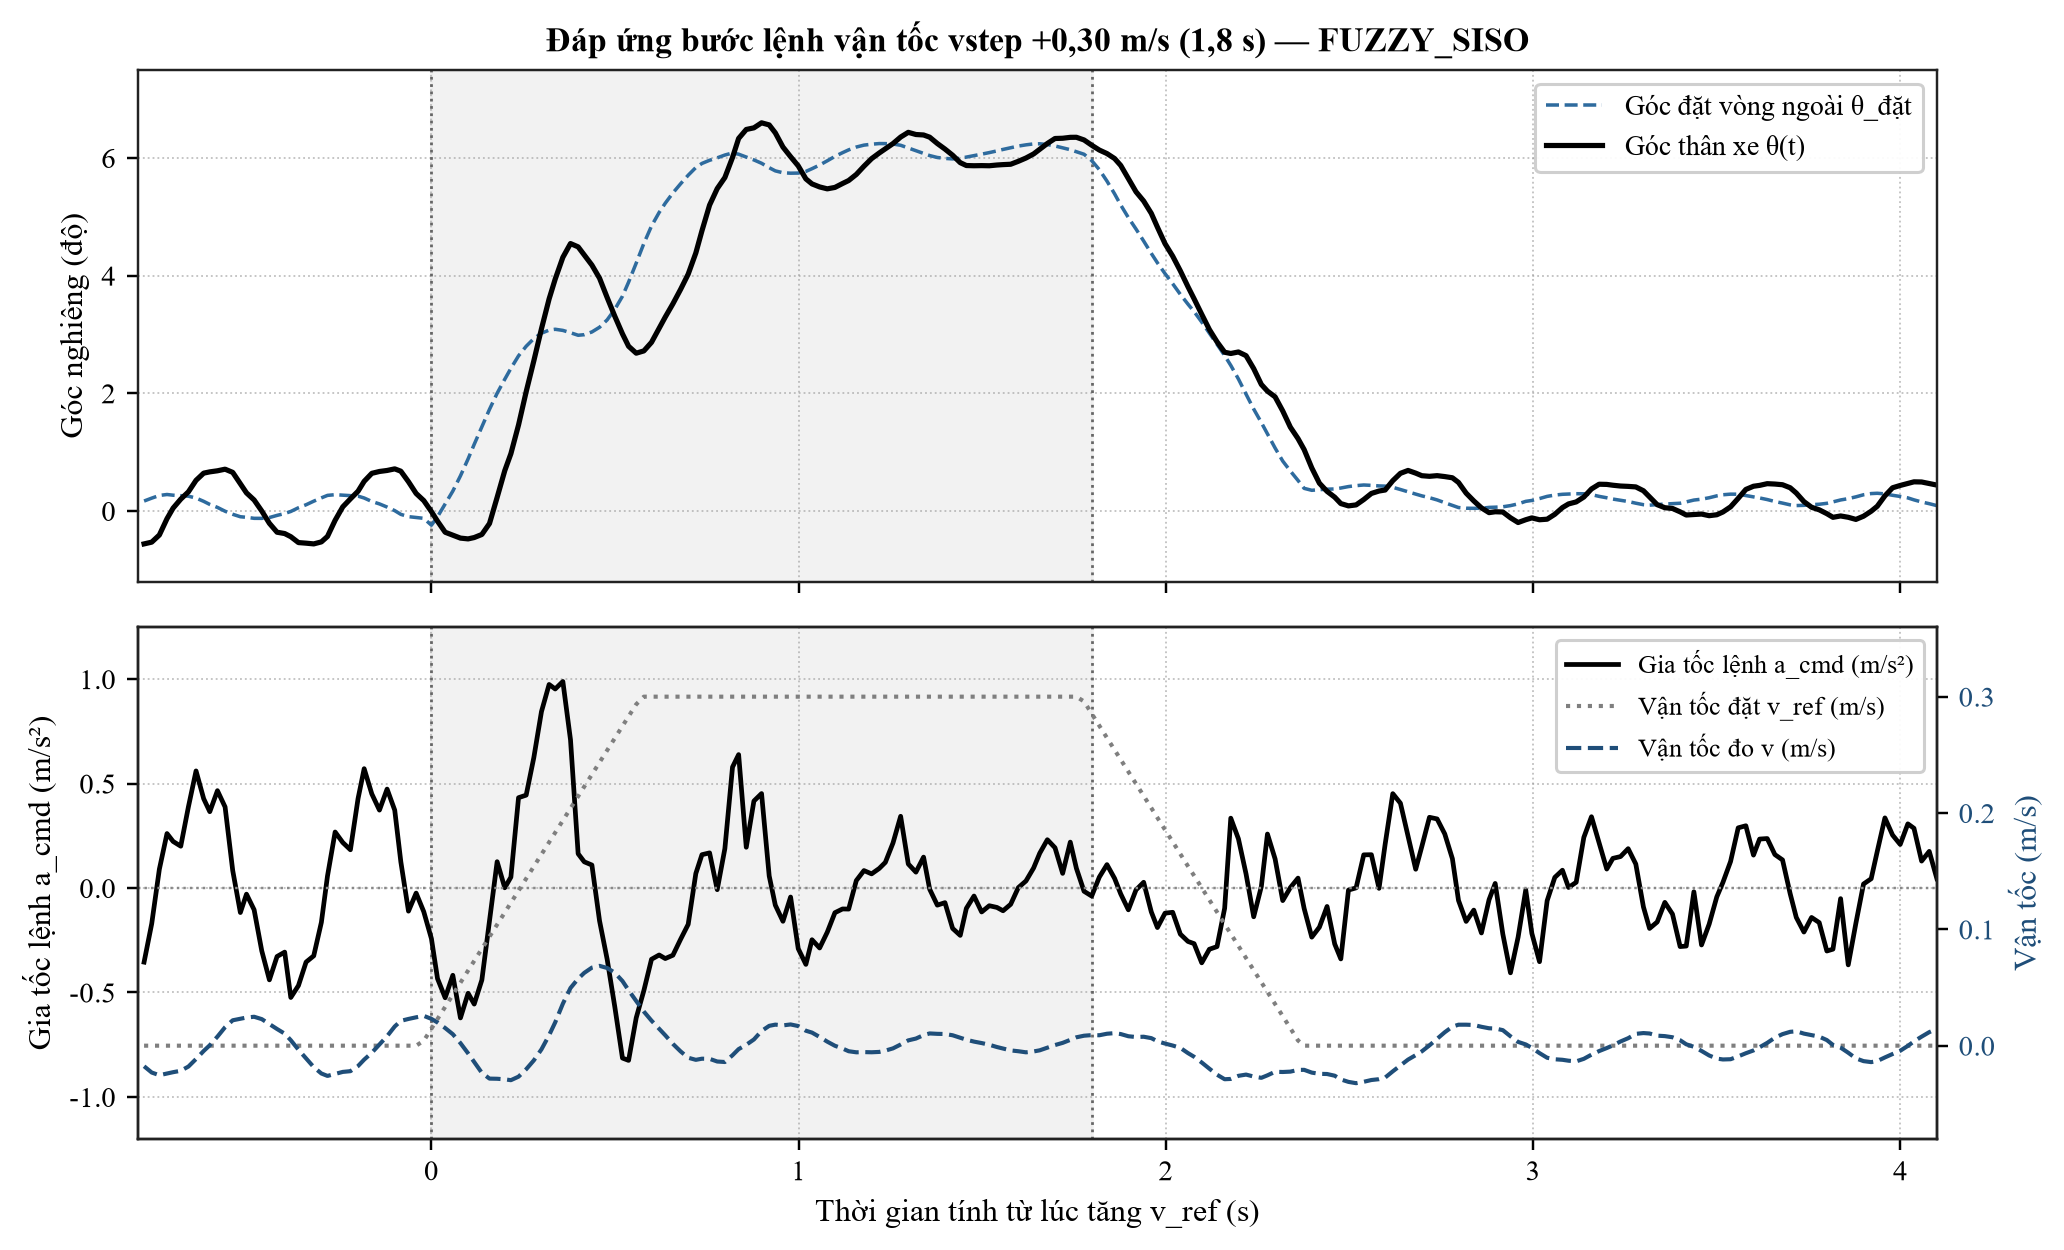 Đáp ứng bước lệnh vận tốc vstep +0,30 m/s (1,8 s) — FUZZY_SISO
Góc đặt vòng ngoài θ_đặt
Góc thân xe θ(t)
Góc nghiêng (độ)
6
4
2
0
Gia tốc lệnh a_cmd (m/s²)
Vận tốc đặt v_ref (m/s)
Vận tốc đo v (m/s)
Gia tốc lệnh a_cmd (m/s²)
1.0
0.5
0.0
-0.5
-1.0
0.3
0.2
0.1
0.0
Vận tốc (m/s)
0 1 2 3 4
Thời gian tính từ lúc tăng v_ref (s)